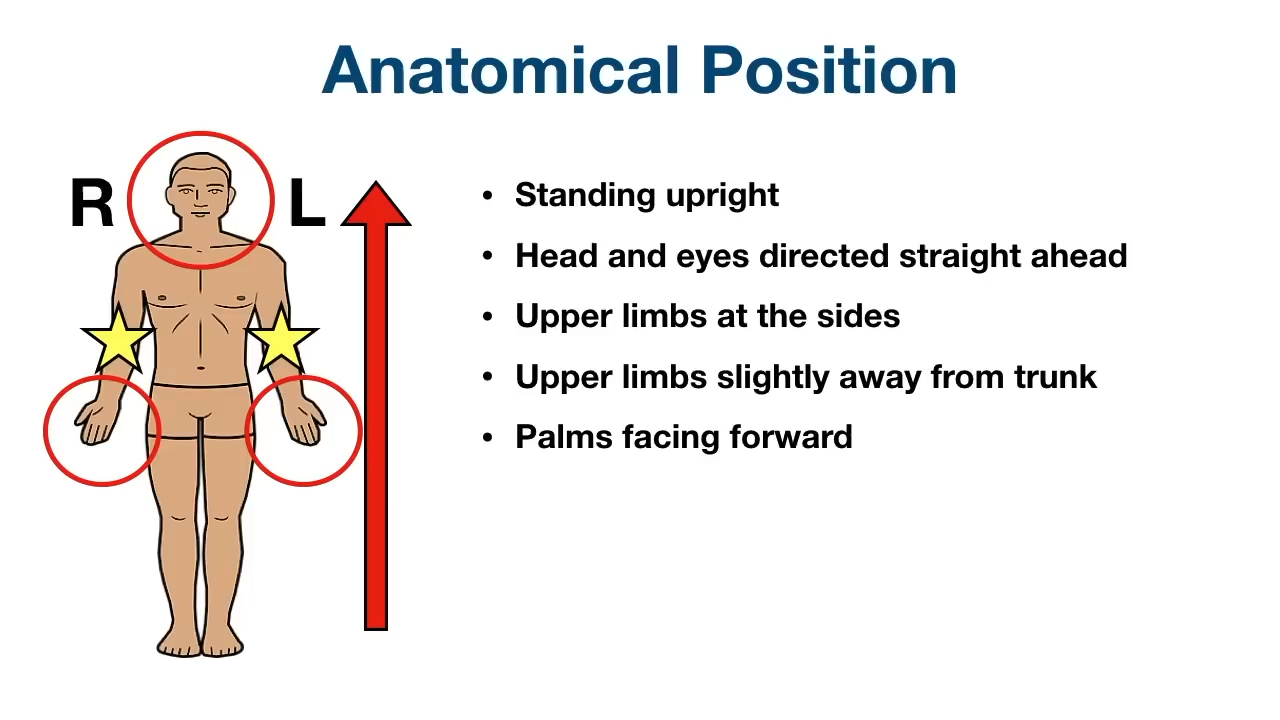 Anatomical Position
R L
• Standing upright
• Head and eyes directed straight ahead
• Upper limbs at the sides
• Upper limbs slightly away from trunk
• Palms facing forward